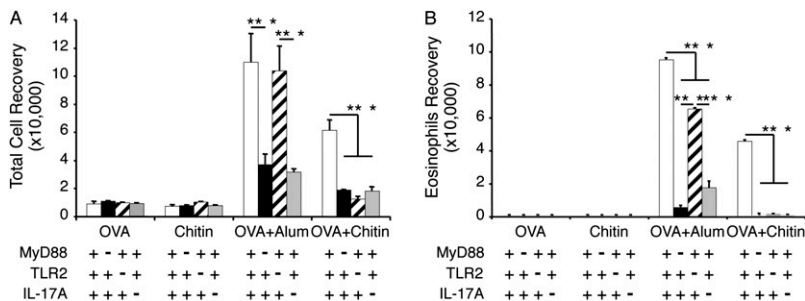 A
B
Total Cell Recovery
(x10,000)
14
12
10
8
6
4
2
0
** *
** *
** *
OVA
Chitin
OVA+Alum
OVA+Chitin
MyD88
+ - + +
+ - + +
+ - + +
+ - + +
TLR2
+ + - +
+ + - +
+ + - +
+ + - +
IL-17A
+ + + -
+ + + -
+ + + -
+ + + -
Eosinophils Recovery
(x10,000)
12
10
8
6
4
2
0
** *
** *** *
** *
OVA
Chitin
OVA+Alum
OVA+Chitin
MyD88
+ - + +
+ - + +
+ - + +
+ - + +
TLR2
+ + - +
+ + - +
+ + - +
+ + - +
IL-17A
+ + + -
+ + + -
+ + + -
+ + + -